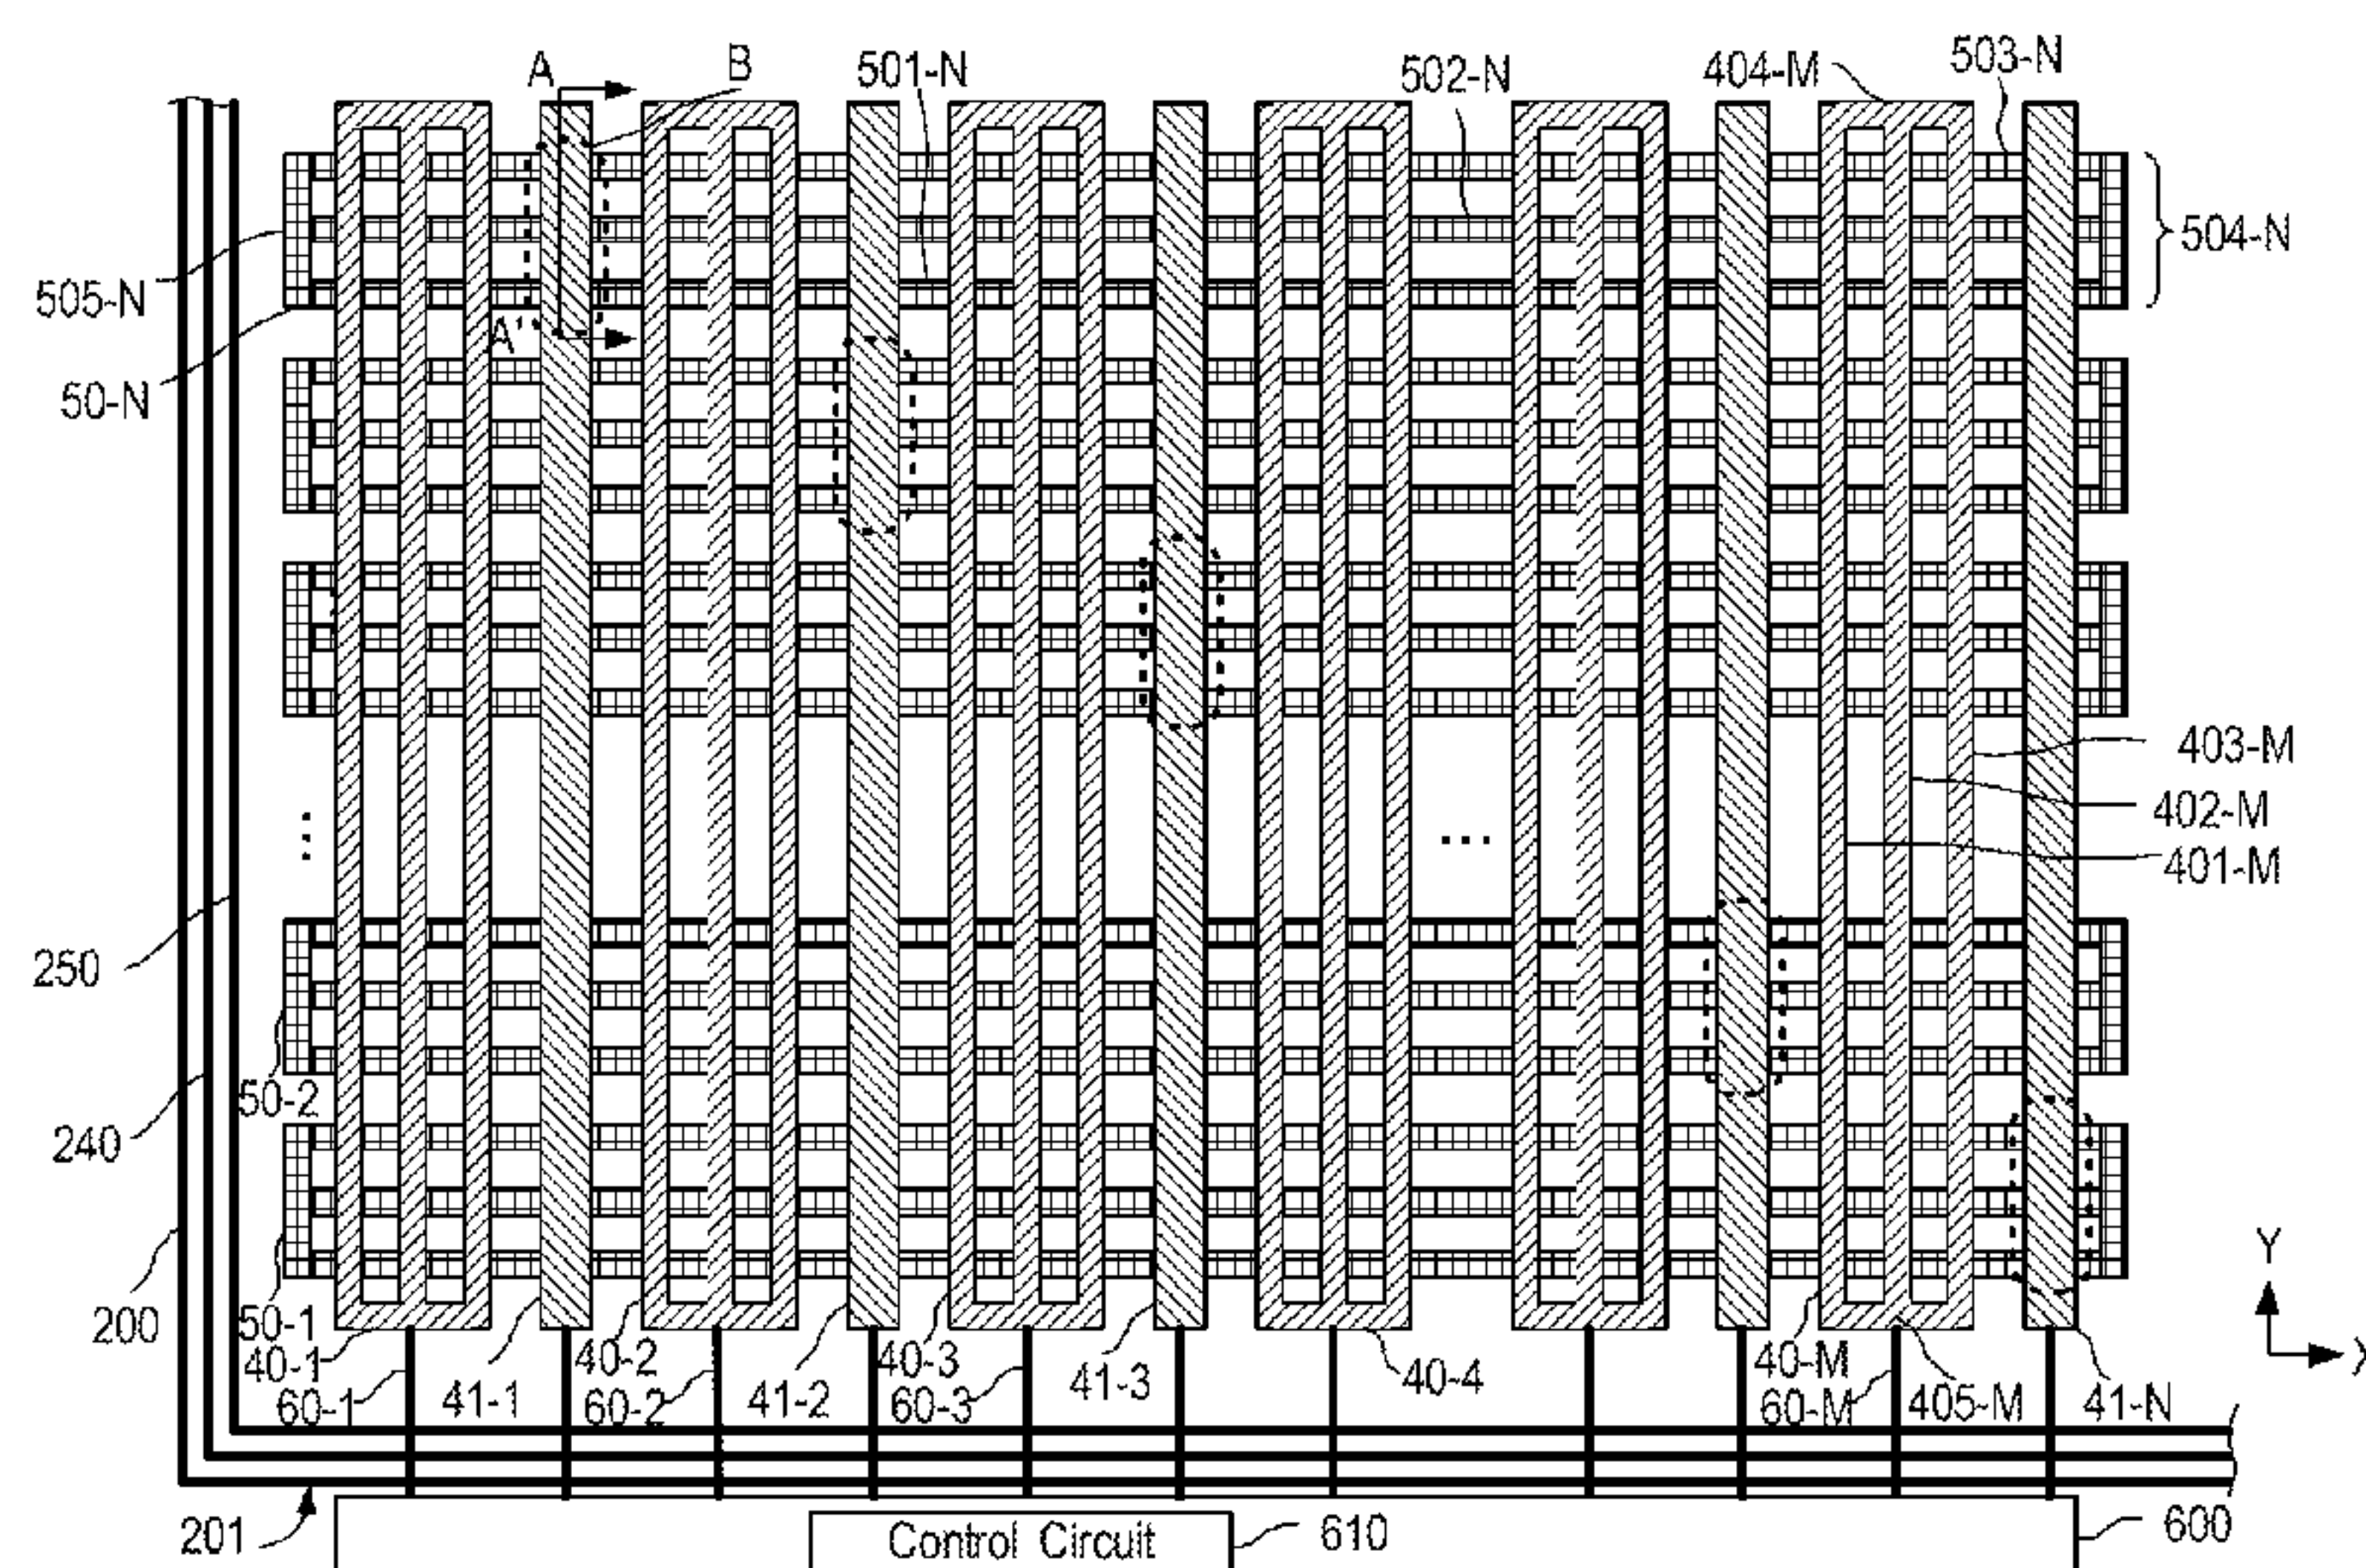 A
B
501-N
502-N
404-M
503-N
504-N
505-N
A'
50-N
403-M
...
...
402-M
401-M
250
50-2
240
Y
200
50-1
40-1
40-2
40-3
41-3
40-4
40-M
X
60-1
41-1
60-2
41-2
60-3
60-M
405-M
41-N
201
Control Circuit
610
600